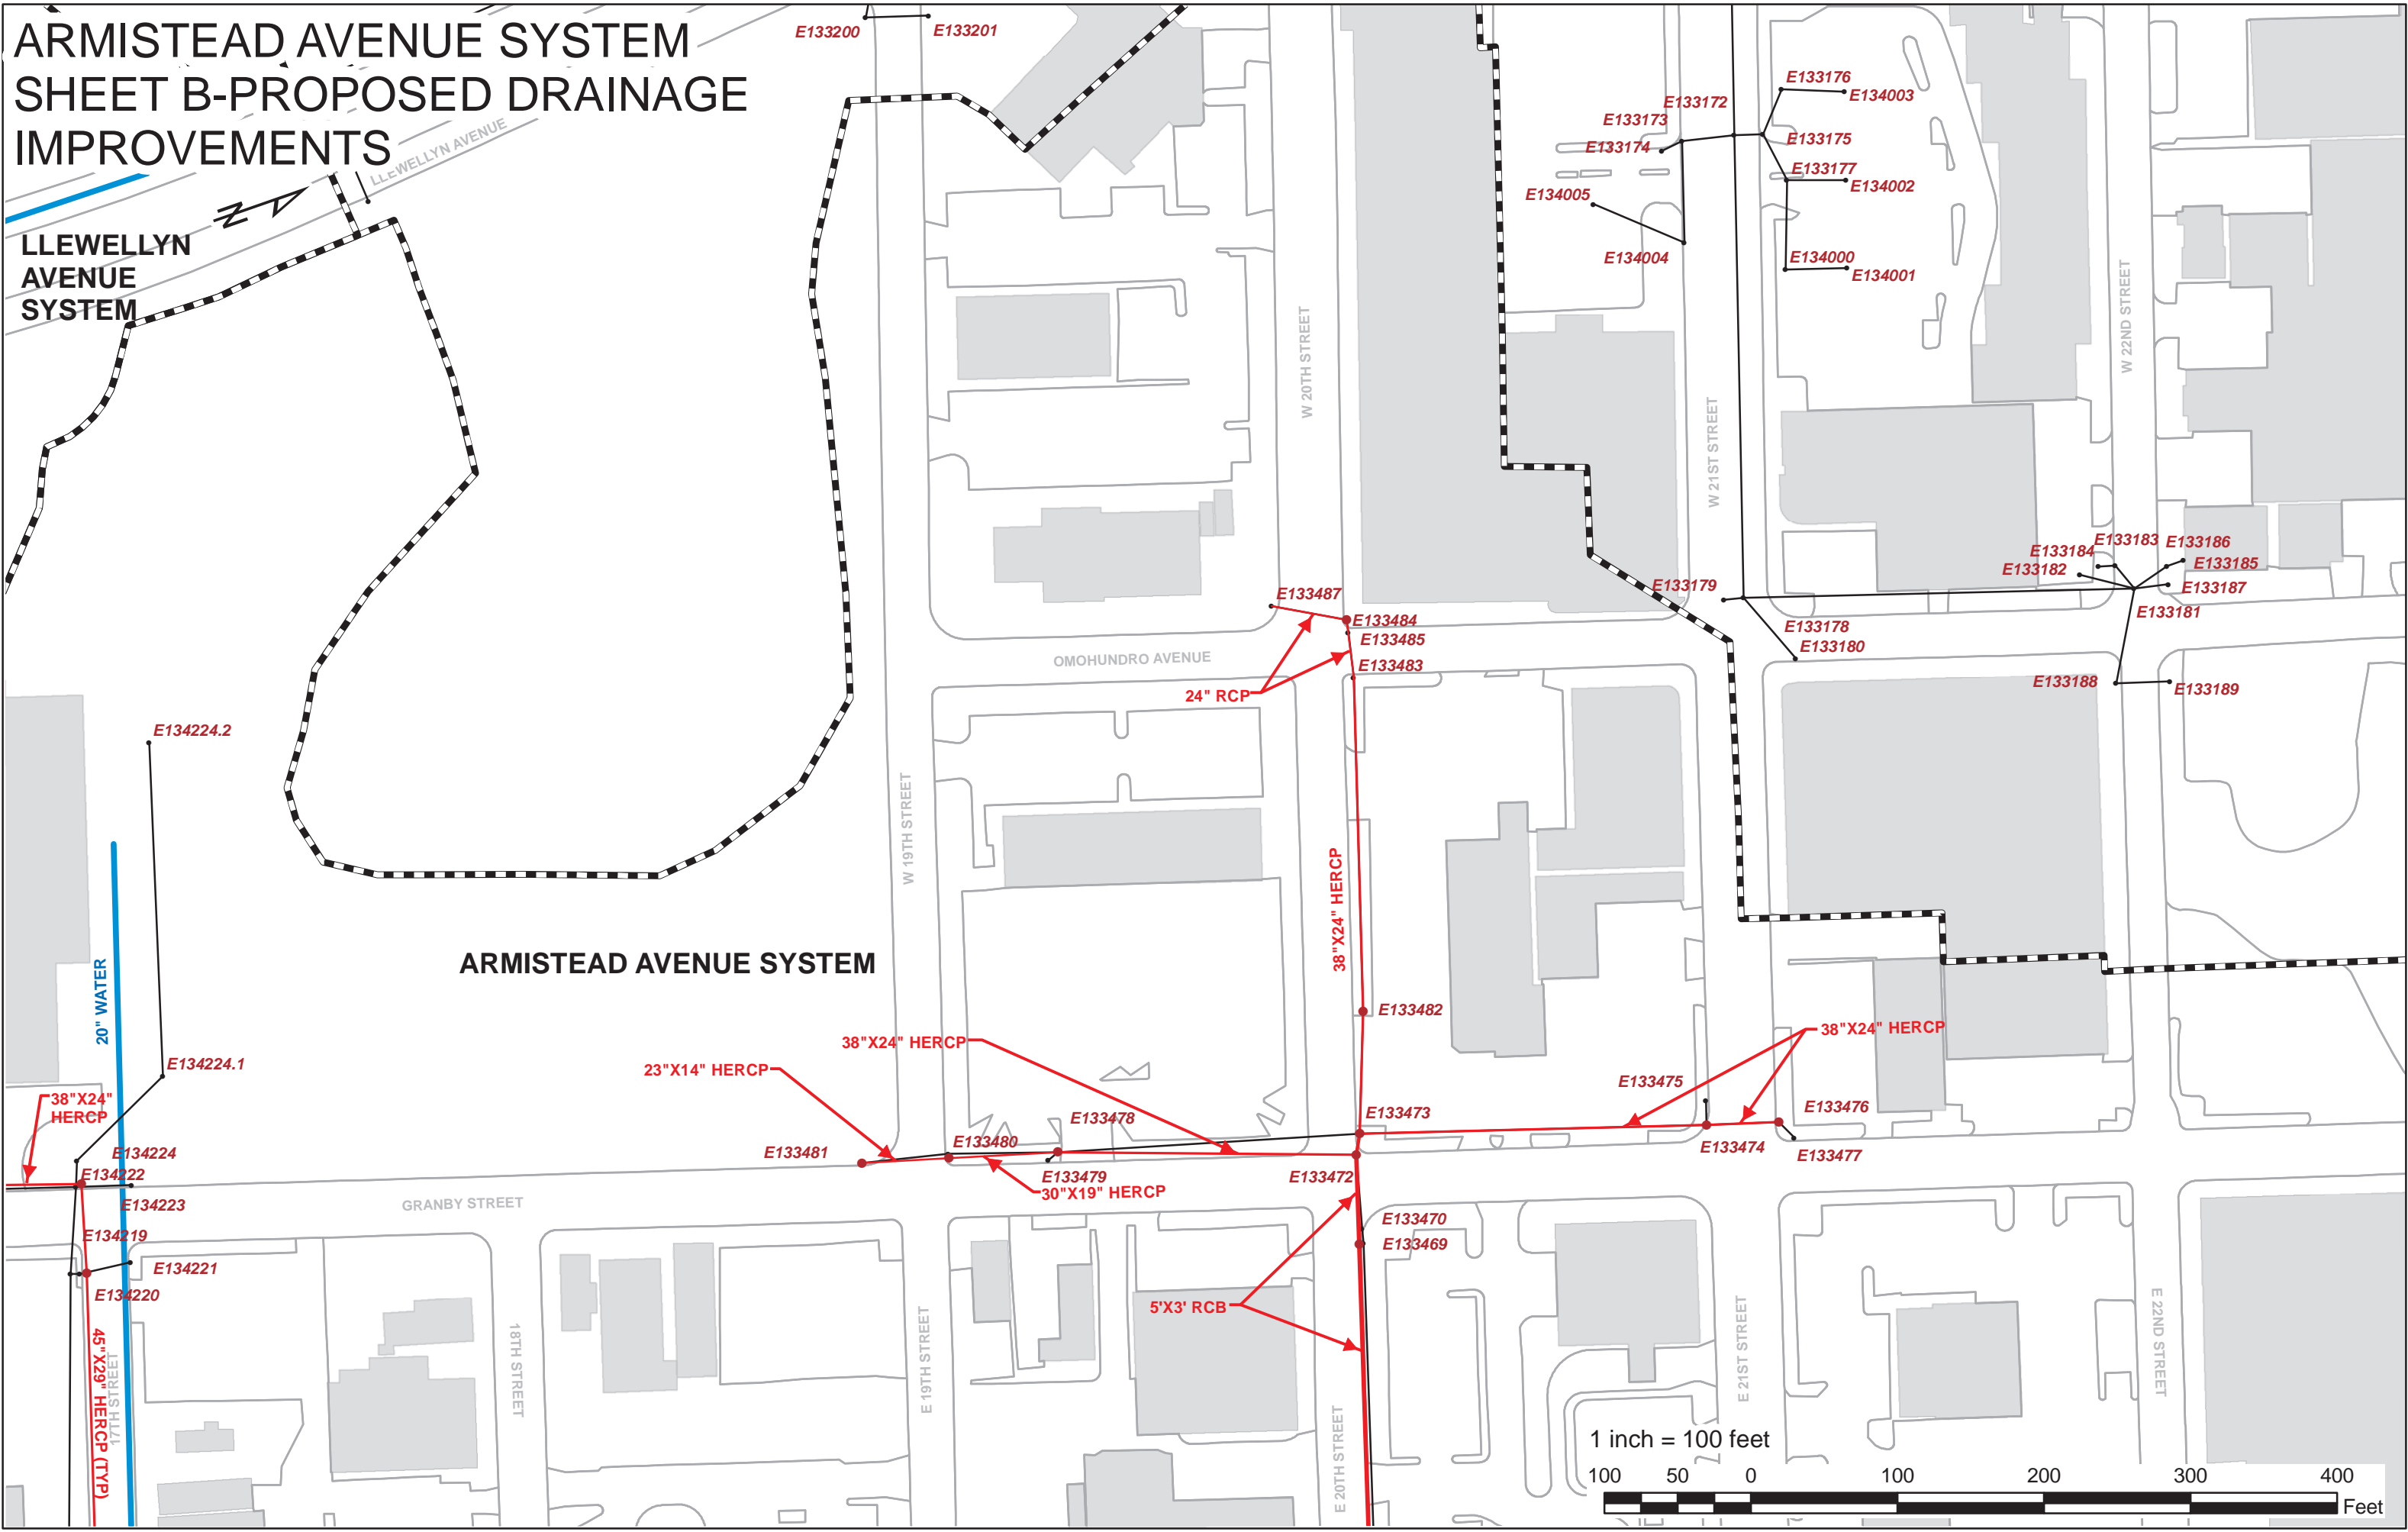 ARMISTEAD AVENUE SYSTEM
SHEET B-PROPOSED DRAINAGE
IMPROVEMENTS
LLEWELLYN AVENUE
N
LLEWELLYN
AVENUE
SYSTEM
E133200
E133201
E133172
E133173
E133174
E133176
E134003
E133175
E133177
E134002
E134005
E134004
E134000
E134001
W 20TH STREET
W 21ST STREET
W 22ND STREET
E133179
E133184
E133183
E133186
E133182
E133185
E133187
E133181
E133178
E133180
E133188
E133189
E133487
E133484
E133485
E133483
OMOHUNDRO AVENUE
24" RCP
E134224.2
W 19TH STREET
38"X24" HERCP
20" WATER
ARMISTEAD AVENUE SYSTEM
E133482
38"X24" HERCP
38"X24" HERCP
23"X14" HERCP
E134224.1
38"X24"
HERCP
E133475
E133476
E133473
E133478
E133480
E133481
E133474
E133477
E134224
E134222
E134223
E133479
30"X19" HERCP
E133472
GRANBY STREET
E133470
E133469
E134219
E134221
E134220
5'X3' RCB
45"X29" HERCP (TYP)
17TH STREET
18TH STREET
E 19TH STREET
E 20TH STREET
E 21ST STREET
E 22ND STREET
1 inch = 100 feet
100 50 0 100 200 300 400
Feet